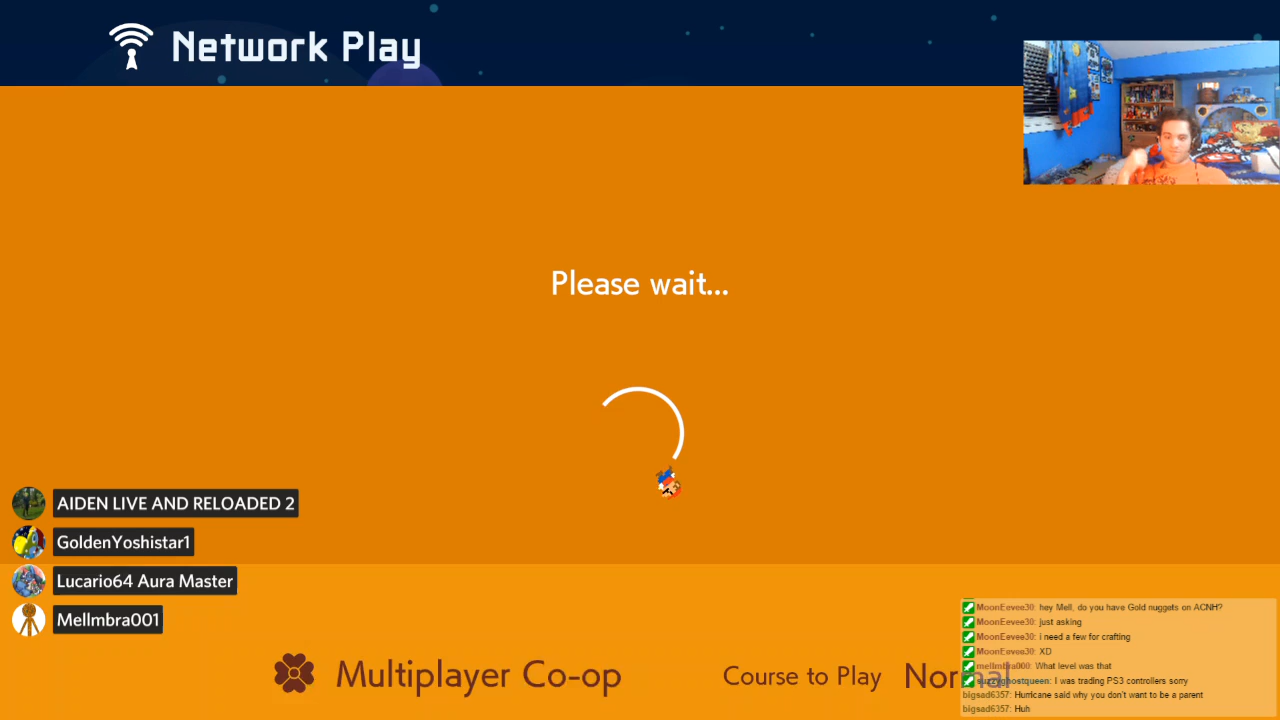 Network Play
Please wait...
AIDEN LIVE AND RELOADED 2
GoldenYoshistar1
Lucario64 Aura Master
Mellmbra001
Multiplayer Co-op
Course to Play Normal
MoonEevee30: hey Mell, do you have Gold nuggets on ACNH?
MoonEevee30: just asking
MoonEevee30: i need a few for crafting
MoonEevee30: XD
mellmbra000: What level was that
suzzyghostqueen: I was trading PS3 controllers sorry
bigsad6357: Hurricane said why you don't want to be a parent
bigsad6357: Huh